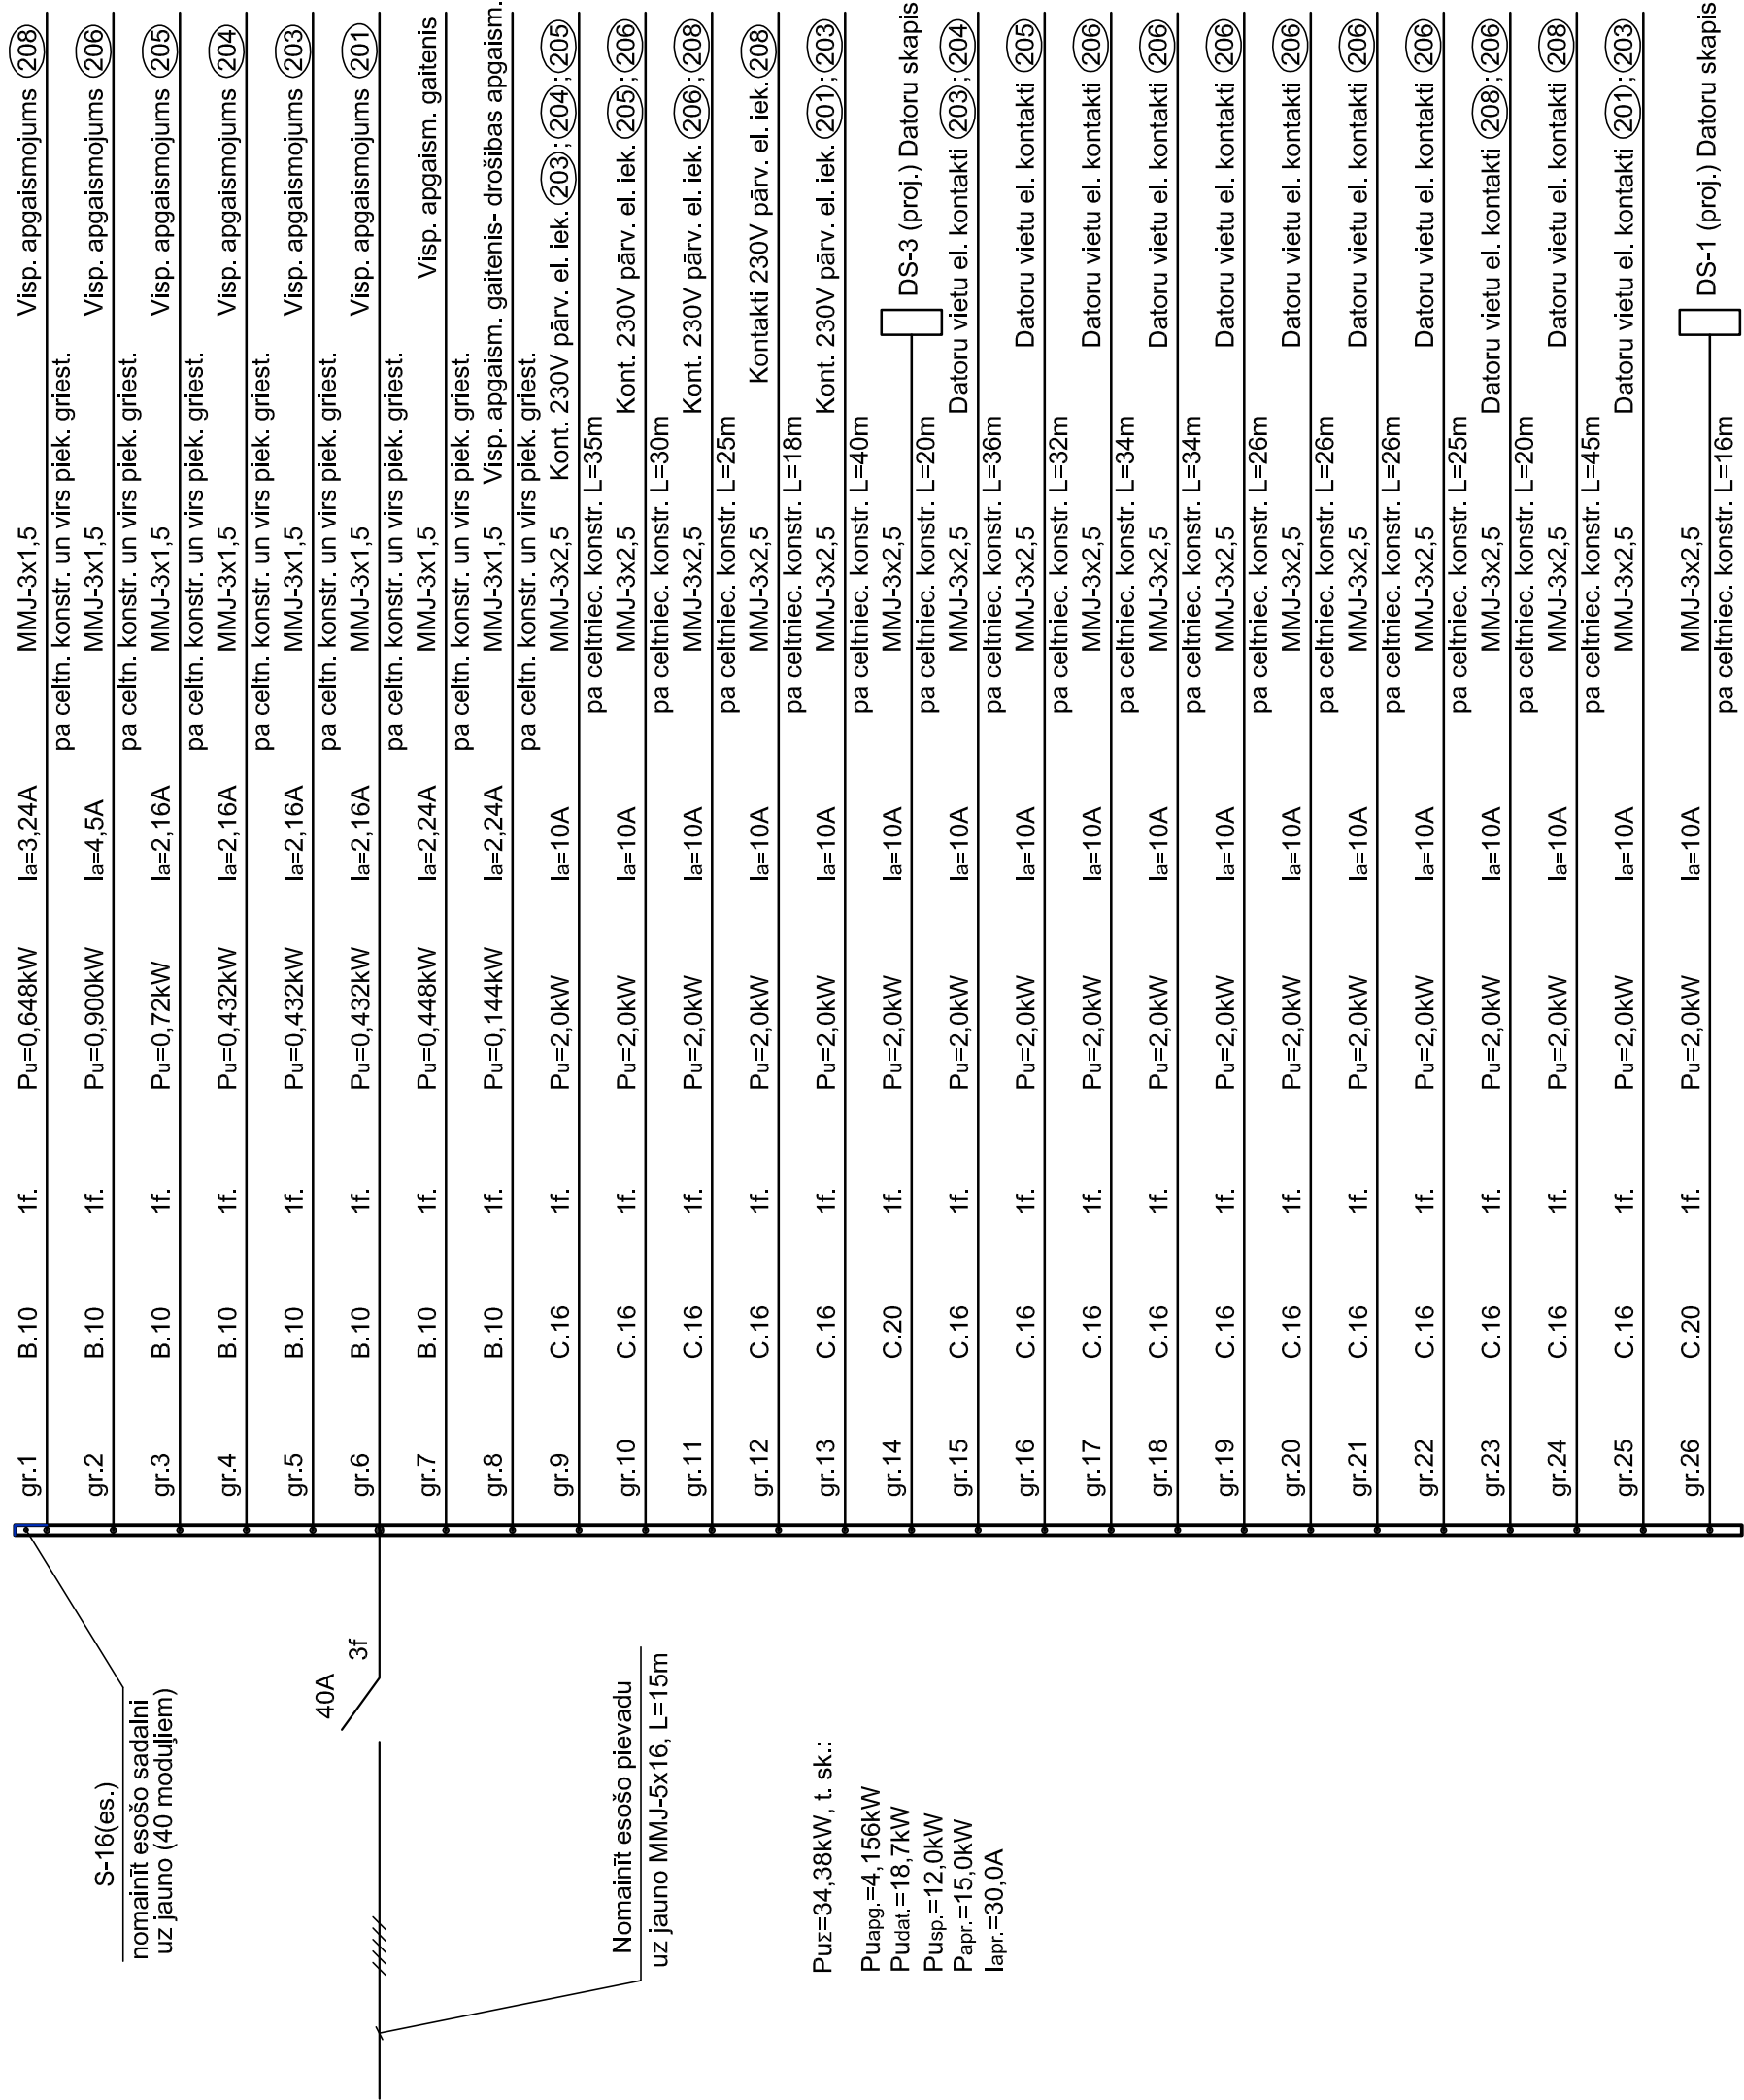 S-16(es.)
nomainīt esošo sadalni
uz jauno (40 moduļiem)
40A
3f
Nomainīt esošo pievadu
uz jauno MMJ-5x16, L=15m
PuΣ=34,38kW, t. sk.:
Puapg.=4,156kW
Pudat.=18,7kW
Pusp.=12,0kW
Papr.=15,0kW
Iapr.=30,0A
gr.1 B.10 1f. Pu=0,648kW Ia=3,24A MMJ-3x1,5 Visp. apgaismojums 208
pa celtn. konstr. un virs piek. griest.
gr.2 B.10 1f. Pu=0,900kW Ia=4,5A MMJ-3x1,5 Visp. apgaismojums 206
pa celtn. konstr. un virs piek. griest.
gr.3 B.10 1f. Pu=0,72kW Ia=2,16A MMJ-3x1,5 Visp. apgaismojums 205
pa celtn. konstr. un virs piek. griest.
gr.4 B.10 1f. Pu=0,432kW Ia=2,16A MMJ-3x1,5 Visp. apgaismojums 204
pa celtn. konstr. un virs piek. griest.
gr.5 B.10 1f. Pu=0,432kW Ia=2,16A MMJ-3x1,5 Visp. apgaismojums 203
pa celtn. konstr. un virs piek. griest.
gr.6 B.10 1f. Pu=0,432kW Ia=2,16A MMJ-3x1,5 Visp. apgaismojums 201
pa celtn. konstr. un virs piek. griest.
gr.7 B.10 1f. Pu=0,448kW Ia=2,24A MMJ-3x1,5 Visp. apgaism. gaitenis
pa celtn. konstr. un virs piek. griest.
gr.8 B.10 1f. Pu=0,144kW Ia=2,24A MMJ-3x1,5 Visp. apgaism. gaitenis- drošibas apgaism.
pa celtn. konstr. un virs piek. griest.
gr.9 C.16 1f. Pu=2,0kW Ia=10A MMJ-3x2,5 Kont. 230V pārv. el. iek. 203; 204; 205
pa celtniec. konstr. L=35m
gr.10 C.16 1f. Pu=2,0kW Ia=10A MMJ-3x2,5 Kont. 230V pārv. el. iek. 205; 206
pa celtniec. konstr. L=30m
gr.11 C.16 1f. Pu=2,0kW Ia=10A MMJ-3x2,5 Kont. 230V pārv. el. iek. 206; 208
pa celtniec. konstr. L=25m
gr.12 C.16 1f. Pu=2,0kW Ia=10A MMJ-3x2,5 Kontakti 230V pārv. el. iek. 208
pa celtniec. konstr. L=18m
gr.13 C.16 1f. Pu=2,0kW Ia=10A MMJ-3x2,5 Kont. 230V pārv. el. iek. 201; 203
pa celtniec. konstr. L=40m
gr.14 C.20 1f. Pu=2,0kW Ia=10A MMJ-3x2,5 DS-3 (proj.) Datoru skapis
pa celtniec. konstr. L=20m
gr.15 C.16 1f. Pu=2,0kW Ia=10A MMJ-3x2,5 Datoru vietu el. kontakti 203; 204
pa celtniec. konstr. L=36m
gr.16 C.16 1f. Pu=2,0kW Ia=10A MMJ-3x2,5 Datoru vietu el. kontakti 205
pa celtniec. konstr. L=32m
gr.17 C.16 1f. Pu=2,0kW Ia=10A MMJ-3x2,5 Datoru vietu el. kontakti 206
pa celtniec. konstr. L=34m
gr.18 C.16 1f. Pu=2,0kW Ia=10A MMJ-3x2,5 Datoru vietu el. kontakti 206
pa celtniec. konstr. L=34m
gr.19 C.16 1f. Pu=2,0kW Ia=10A MMJ-3x2,5 Datoru vietu el. kontakti 206
pa celtniec. konstr. L=26m
gr.20 C.16 1f. Pu=2,0kW Ia=10A MMJ-3x2,5 Datoru vietu el. kontakti 206
pa celtniec. konstr. L=26m
gr.21 C.16 1f. Pu=2,0kW Ia=10A MMJ-3x2,5 Datoru vietu el. kontakti 206
pa celtniec. konstr. L=26m
gr.22 C.16 1f. Pu=2,0kW Ia=10A MMJ-3x2,5 Datoru vietu el. kontakti 206
pa celtniec. konstr. L=25m
gr.23 C.16 1f. Pu=2,0kW Ia=10A MMJ-3x2,5 Datoru vietu el. kontakti 208; 206
pa celtniec. konstr. L=20m
gr.24 C.16 1f. Pu=2,0kW Ia=10A MMJ-3x2,5 Datoru vietu el. kontakti 208
pa celtniec. konstr. L=45m
gr.25 C.16 1f. Pu=2,0kW Ia=10A MMJ-3x2,5 Datoru vietu el. kontakti 201; 203
gr.26 C.20 1f. Pu=2,0kW Ia=10A MMJ-3x2,5 DS-1 (proj.) Datoru skapis
pa celtniec. konstr. L=16m